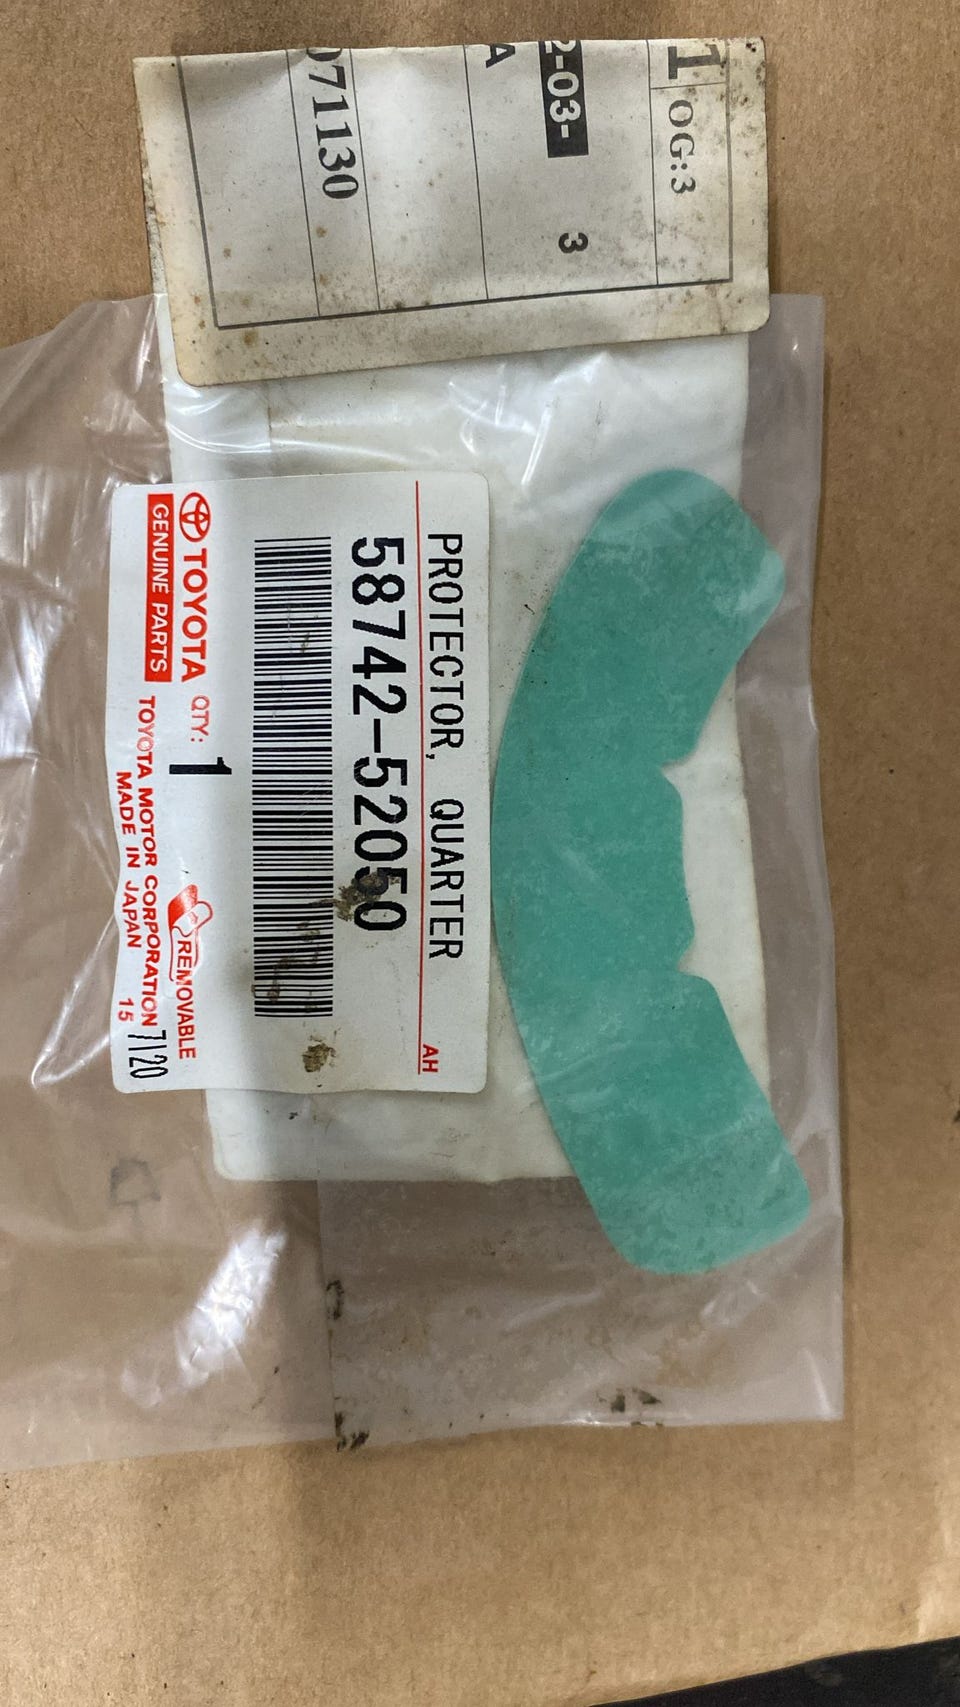 1
OG:3
2-03-
3
A
071130
PROTECTOR, QUARTER
AH
58742-52050
TOYOTA
QTY: 1
GENUINE PARTS
REMOVABLE
TOYOTA MOTOR CORPORATION
MADE IN JAPAN
15
7120